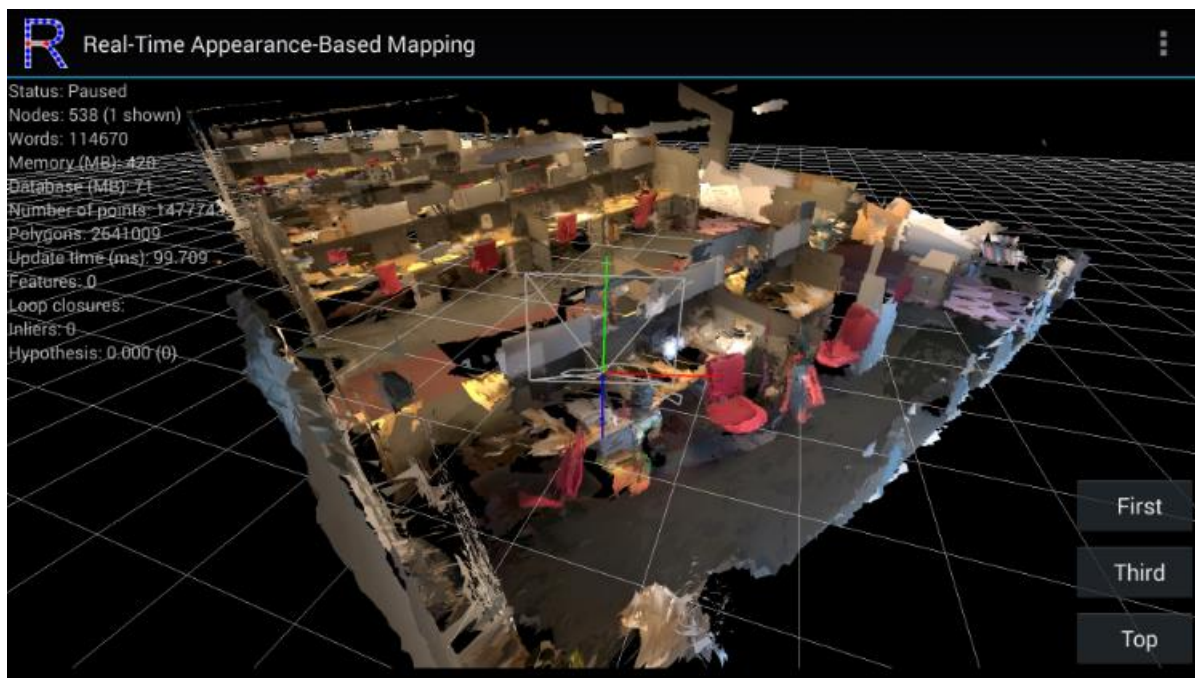 Real-Time Appearance-Based Mapping
Status: Paused
Nodes: 538 (1 shown)
Words: 114670
Memory (MB): 420
Database (MB): 71
Number of points: 1477743
Polygons: 2641009
Update time (ms): 99.709
Features: 0
Loop closures:
Inliers: 0
Hypothesis: 0.000 (0)
First
Third
Top